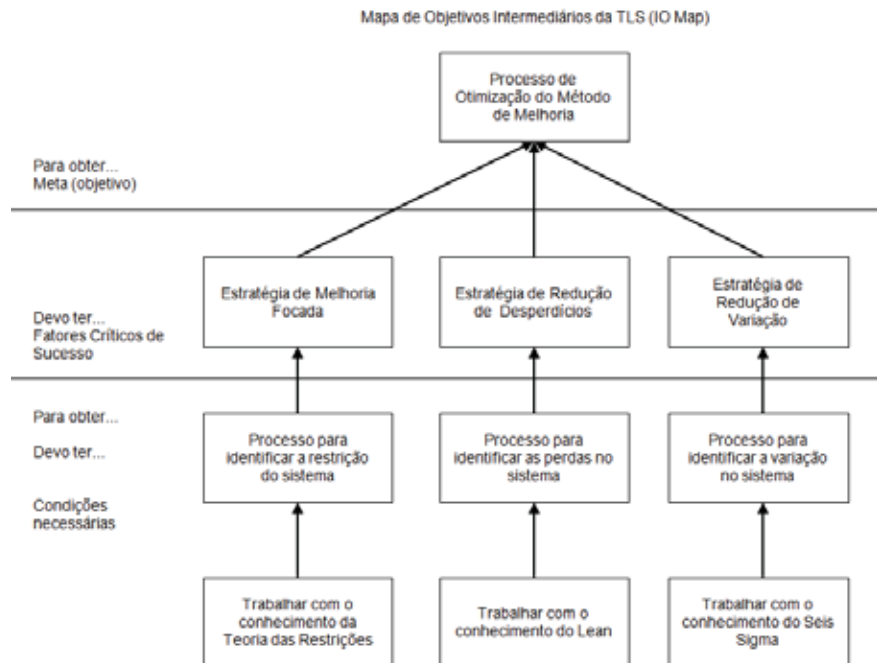 Mapa de Objetivos Intermediários da TLS (IO Map)
Processo de
Otimização do Método
de Melhoria
Para obter...
Meta (objetivo)
Estratégia de Melhoria
Focada
Estratégia de Redução
de Desperdícios
Estratégia de
Redução de
Variação
Devo ter...
Fatores Críticos de
Sucesso
Para obter...
Devo ter...
Condições
necessárias
Processo para
identificar a restrição
do sistema
Processo para
identificar as perdas no
sistema
Processo para
identificar a variação
no sistema
Trabalhar com o
conhecimento da
Teoria das Restrições
Trabalhar com o
conhecimento do Lean
Trabalhar com o
conhecimento do Seis
Sigma